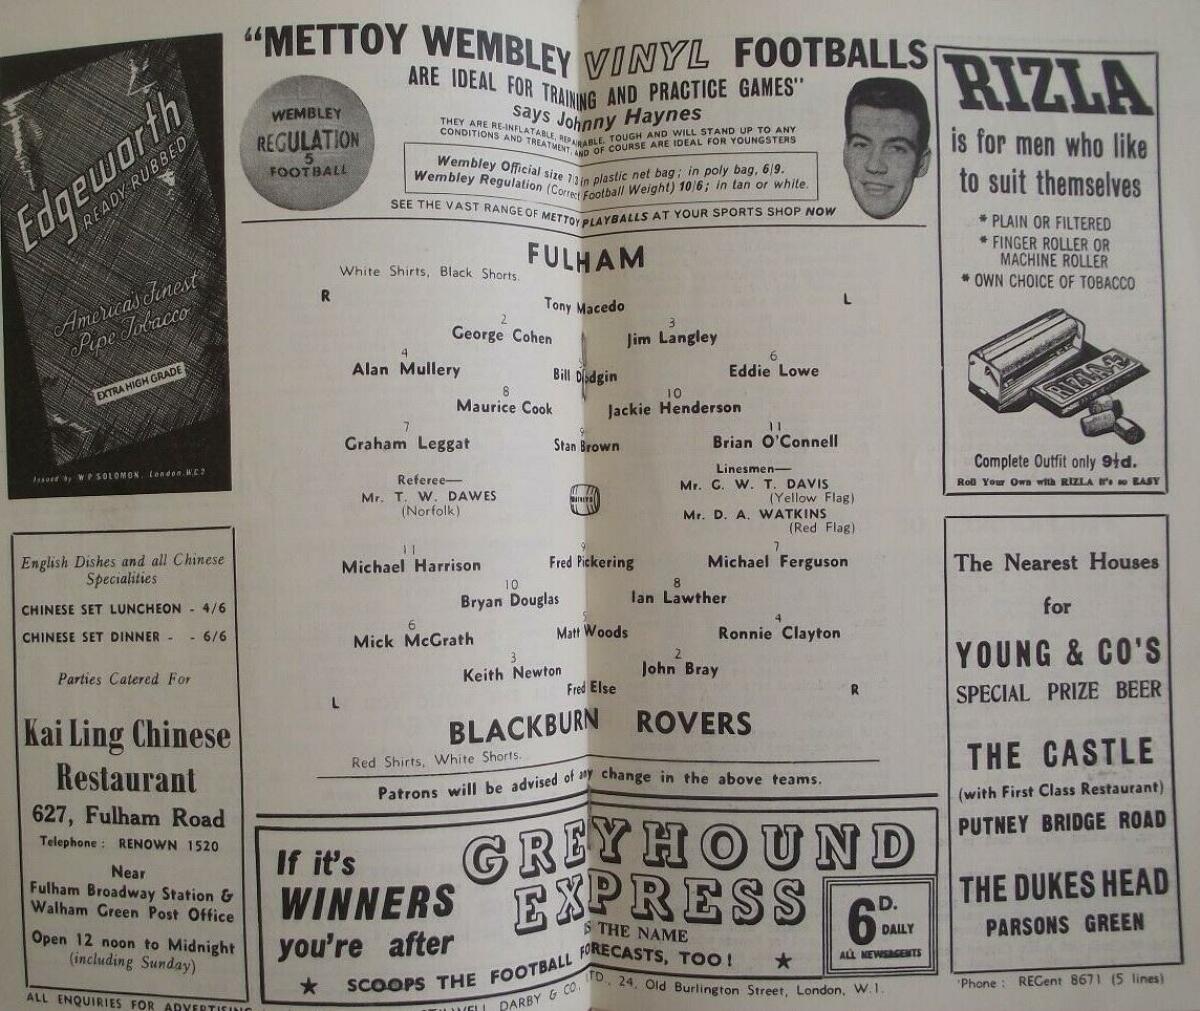 Edgeworth
READY-RUBBED
America's Finest
Pipe Tobacco
EXTRA HIGH GRADE
Issued by W P SOLOMON, London. W.C.2
English Dishes and all Chinese
Specialities
CHINESE SET LUNCHEON - 4/6
CHINESE SET DINNER - - 6/6
Parties Catered For
Kai Ling Chinese
Restaurant
627, Fulham Road
Telephone : RENOWN 1520
Near
Fulham Broadway Station &
Walham Green Post Office
Open 12 noon to Midnight
(including Sunday)
"METTOY WEMBLEY VINYL FOOTBALLS
ARE IDEAL FOR TRAINING AND PRACTICE GAMES"
says Johnny Haynes
THEY ARE RE-INFLATABLE, REPAIRABLE, TOUGH AND WILL STAND UP TO ANY
CONDITIONS AND TREATMENT, AND OF COURSE ARE IDEAL FOR YOUNGSTERS
WEMBLEY
REGULATION
5
FOOTBALL
Wembley Official size 7/3 in plastic net bag; in poly bag, 6/9.
Wembley Regulation (Correct Football Weight) 10/6; in tan or white.
SEE THE VAST RANGE OF METTOY PLAYBALLS AT YOUR SPORTS SHOP NOW
FULHAM
White Shirts, Black Shorts.
R
L
Tony Macedo
2 3
George Cohen Jim Langley
4 5 6
Alan Mullery Bill Dodgin Eddie Lowe
8 10
Maurice Cook Jackie Henderson
7 9 11
Graham Leggat Stan Brown Brian O'Connell
Referee—
Mr. T. W. DAWES
(Norfolk)
Linesmen—
Mr. G. W. T. DAVIS
(Yellow Flag)
Mr. D. A. WATKINS
(Red Flag)
11 9 7
Michael Harrison Fred Pickering Michael Ferguson
10 8
Bryan Douglas Ian Lawther
6 5 4
Mick McGrath Matt Woods Ronnie Clayton
3 2
Keith Newton John Bray
Fred Else
L
R
BLACKBURN ROVERS
Red Shirts, White Shorts.
Patrons will be advised of any change in the above teams.
If it's
WINNERS
you're after
GREYHOUND
EXPRESS
IS THE NAME
★ SCOOPS THE FOOTBALL FORECASTS, TOO! ★
6D.
DAILY
ALL NEWSAGENTS
RIZLA
is for men who like
to suit themselves
* PLAIN OR FILTERED
* FINGER ROLLER OR
MACHINE ROLLER
* OWN CHOICE OF TOBACCO
RIZLA
Complete Outfit only 9½d.
Roll Your Own with RIZLA it's so EASY
The Nearest Houses
for
YOUNG & CO'S
SPECIAL PRIZE BEER
THE CASTLE
(with First Class Restaurant)
PUTNEY BRIDGE ROAD
THE DUKES HEAD
PARSONS GREEN
ALL ENQUIRIES FOR ADVERTISING
DARBY & CO. LTD., 24, Old Burlington Street, London, W.1.
'Phone : REGent 8671 (5 lines)